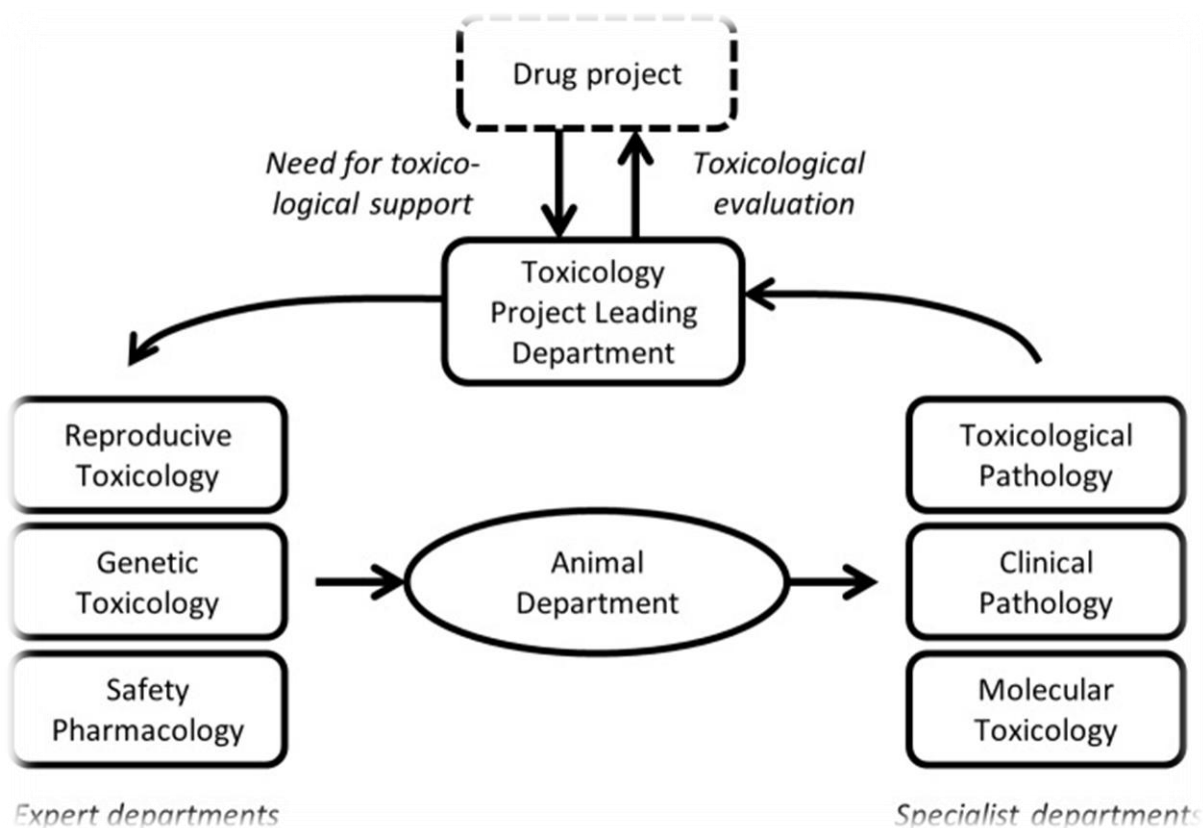 Drug project
Need for toxico-
logical support
Toxicological
evaluation
Toxicology
Project Leading
Department
Reproducive
Toxicology
Genetic
Toxicology
Safety
Pharmacology
Expert departments
Animal
Department
Toxicological
Pathology
Clinical
Pathology
Molecular
Toxicology
Specialist departments